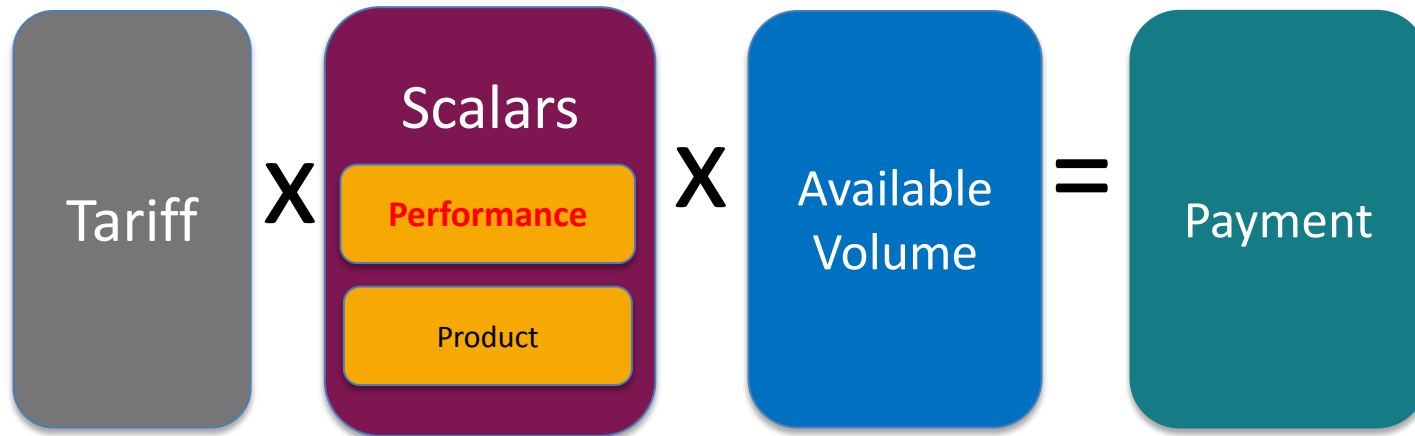 Tariff
x
Scalars
Performance
Product
x
Available
Volume
=
Payment